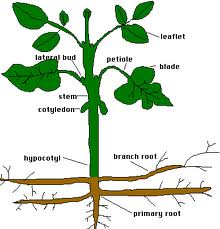 leaflet
lateral bud
petiole
blade
stem
cotyledon
hypocotyl
branch root
primary root